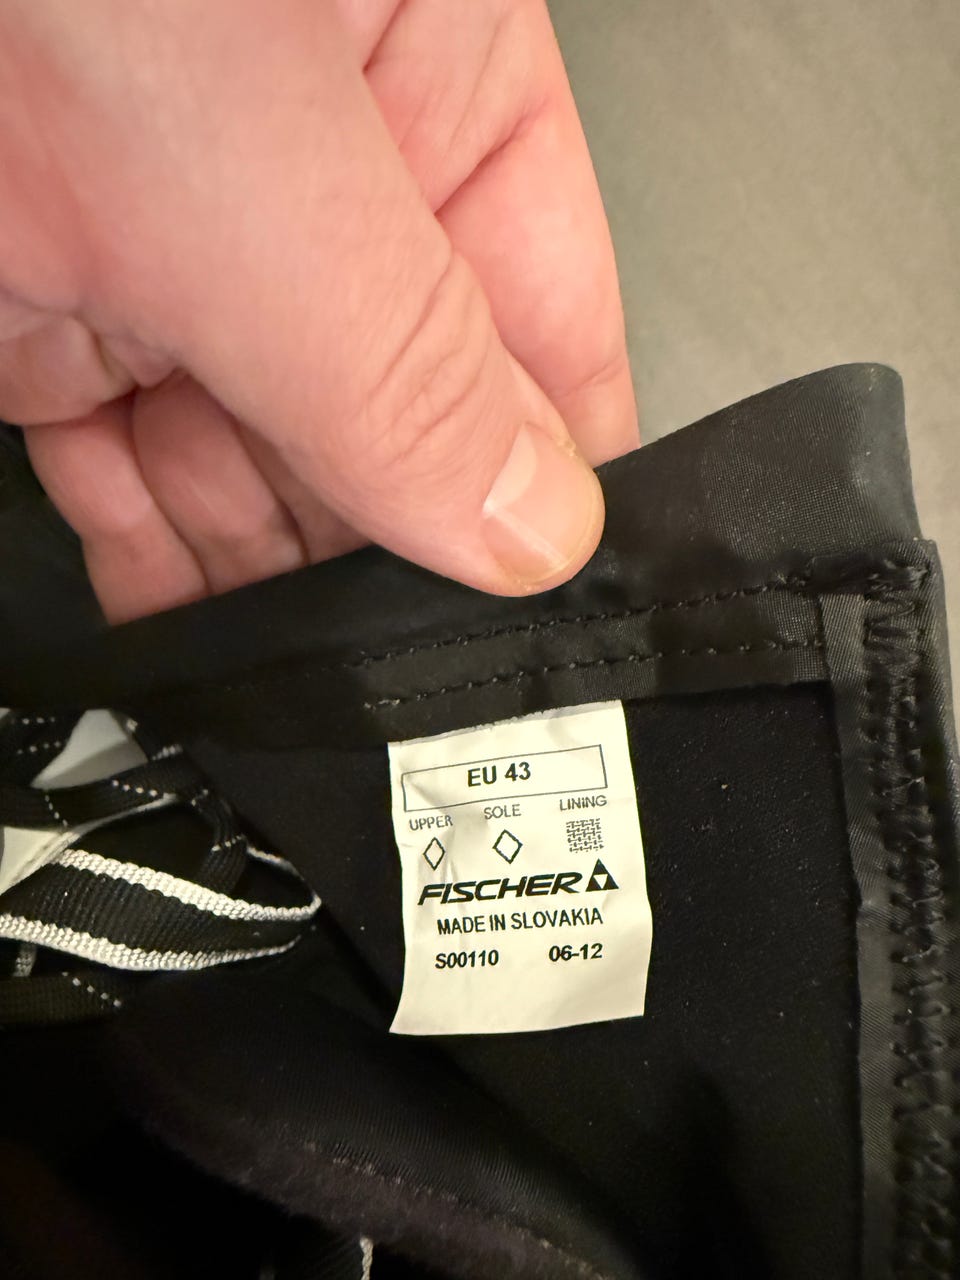 EU 43
UPPER SOLE LINING
FISCHER
MADE IN SLOVAKIA
S00110 06-12